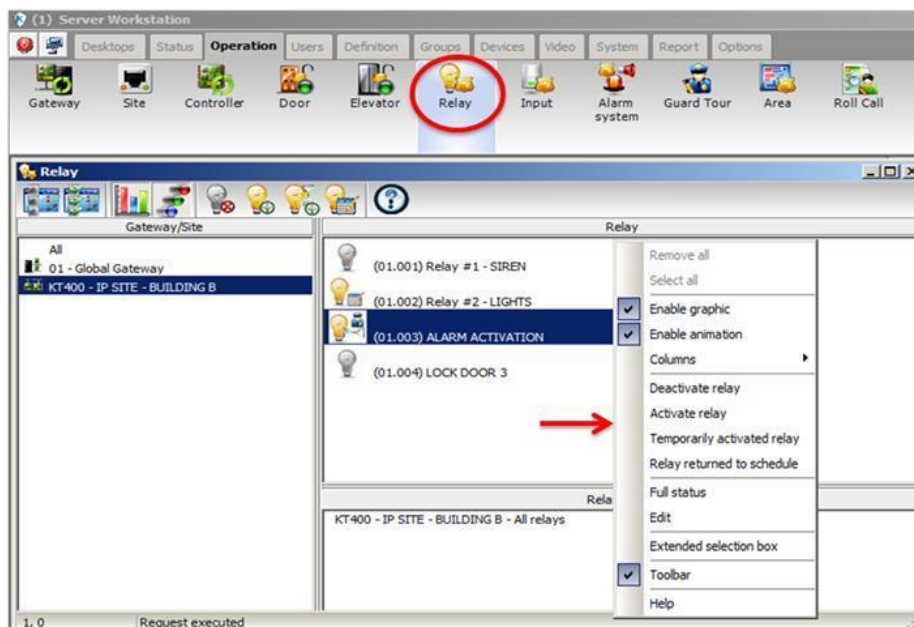 (1) Server Workstation
Desktops Status Operation Users Definition Groups Devices Video System Report Options
Gateway Site Controller Door Elevator Relay Input Alarm system Guard Tour Area Roll Call
Relay
Gateway/Site
All
01 - Global Gateway
KT400 - IP SITE - BUILDING B
Relay
(01.001) Relay #1 - SIREN
(01.002) Relay #2 - LIGHTS
(01.003) ALARM ACTIVATION
(01.004) LOCK DOOR 3
Remove all
Select all
Enable graphic
Enable animation
Columns
Deactivate relay
Activate relay
Temporarily activated relay
Relay returned to schedule
Full status
Edit
Extended selection box
Toolbar
Help
Rela
KT400 - IP SITE - BUILDING B - All relays
1, 0 Request executed